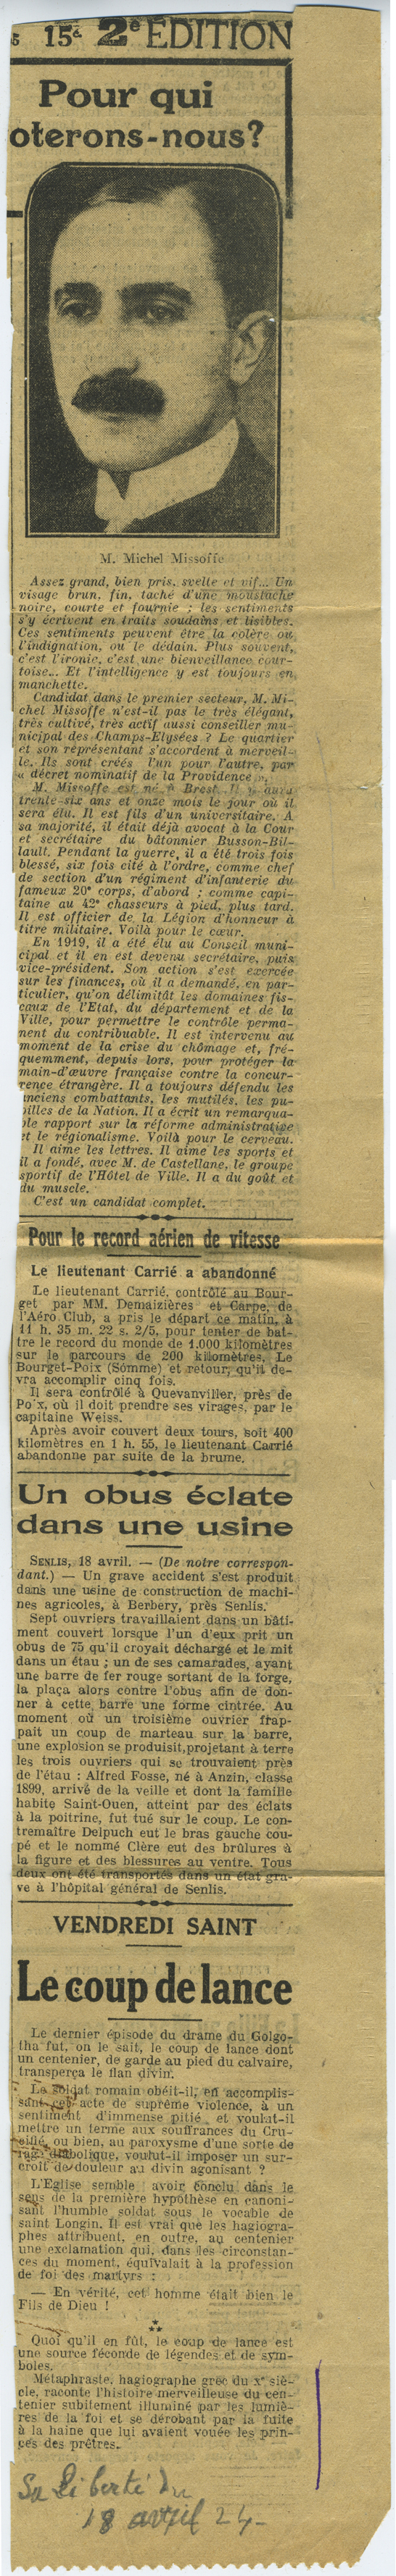 15e 2e ÉDITION
Pour qui
oterons-nous?
M. Michel Missoffe
Assez grand, bien pris, svelte et vif... Un
visage brun, fin, taché d'une moustache
noire, courte et fournie ; les sentiments
s'y écrivent en traits soudains et lisibles.
Ces sentiments peuvent être la colère ou
l'indignation, ou le dédain. Plus souvent,
c'est l'ironie, c'est une bienveillance cour-
toise... Et l'intelligence y est toujours en
manchette.
Candidat dans le premier secteur, M. Mi-
chel Missoffe n'est-il pas le très élégant,
très cultivé, très actif aussi conseiller mu-
nicipal des Champs-Elysées ? Le quartier
et son représentant s'accordent à merveil-
le. Ils sont créés l'un pour l'autre, par
« décret nominatif de la Providence ».
M. Missoffe est né à Brest. Il y aura
trente-six ans et onze mois le jour où il
sera élu. Il est fils d'un universitaire. A
sa majorité, il était déjà avocat à la Cour
et secrétaire du bâtonnier Busson-Bil-
lault. Pendant la guerre, il a été trois fois
blessé, six fois cité à l'ordre, comme chef
de section d'un régiment d'infanterie du
fameux 20e corps, d'abord ; comme capi-
taine au 42e chasseurs à pied, plus tard.
Il est officier de la Légion d'honneur à
titre militaire. Voilà pour le cœur.
En 1919, il a été élu au Conseil muni-
cipal et il en est devenu secrétaire, puis
vice-président. Son action s'est exercée
sur les finances, où il a demandé, en par-
ticulier, qu'on délimitât les domaines fis-
caux de l'Etat, du département et de la
Ville, pour permettre le contrôle perma-
nent du contribuable. Il est intervenu au
moment de la crise du chômage et, fré-
quemment, depuis lors, pour protéger la
main-d'œuvre française contre la concur-
rence étrangère. Il a toujours défendu les
anciens combattants, les mutilés, les pu-
pilles de la Nation. Il a écrit un remarqua-
ble rapport sur la réforme administrative
et le régionalisme. Voilà pour le cerveau.
Il aime les lettres. Il aime les sports et
il a fondé, avec M. de Castellane, le groupe
sportif de l'Hôtel de Ville. Il a du goût et
du muscle.
C'est un candidat complet.
Pour le record aérien de vitesse
Le lieutenant Carrié a abandonné
Le lieutenant Carrié, contrôlé au Bour-
get par MM. Demaizières et Carpe, de
l'Aéro Club, a pris le départ ce matin, à
11 h. 35 m. 22 s. 2/5, pour tenter de bat-
tre le record du monde de 1.000 kilomètres
sur le parcours de 200 kilomètres, Le
Bourget-Poix (Somme) et retour, qu'il de-
vra accomplir cinq fois.
Il sera contrôlé à Quevanviller, près de
Poix, où il doit prendre ses virages, par le
capitaine Weiss.
Après avoir couvert deux tours, soit 400
kilomètres en 1 h. 55, le lieutenant Carrié
abandonne par suite de la brume.
Un obus éclate
dans une usine
SENLIS, 18 avril. — (De notre correspon-
dant.) — Un grave accident s'est produit
dans une usine de construction de machi-
nes agricoles, à Berbery, près Senlis.
Sept ouvriers travaillaient dans un bâti-
ment couvert lorsque l'un d'eux prit un
obus de 75 qu'il croyait déchargé et le mit
dans un étau ; un de ses camarades, ayant
une barre de fer rouge sortant de la forge,
la plaça alors contre l'obus afin de don-
ner à cette barre une forme cintrée. Au
moment où un troisième ouvrier frap-
pait un coup de marteau sur la barre,
une explosion se produisit, projetant à terre
les trois ouvriers qui se trouvaient près
de l'étau : Alfred Fosse, né à Anzin, classe
1899, arrivé de la veille et dont la famille
habite Saint-Ouen, atteint par des éclats
à la poitrine, fut tué sur le coup. Le con-
tremaître Delpuch eut le bras gauche cou-
pé et le nommé Clère eut des brûlures à
la figure et des blessures au ventre. Tous
deux ont été transportés dans un état gra-
ve à l'hôpital général de Senlis.
VENDREDI SAINT
Le coup de lance
Le dernier épisode du drame du Golgo-
tha fut, on le sait, le coup de lance dont
un centenier, de garde au pied du calvaire,
transperça le flan divin.
Le soldat romain obéit-il, en accomplis-
sant cet acte de suprême violence, à un
sentiment d'immense pitié et voulut-il
mettre un terme aux souffrances du Cru-
cifié, ou bien, au paroxysme d'une sorte de
rage diabolique, voulut-il imposer un sur-
croît de douleur au divin agonisant ?
L'Eglise semble avoir conclu dans le
sens de la première hypothèse en canoni-
sant l'humble soldat sous le vocable de
saint Longin. Il est vrai que les hagiogra-
phes attribuent, en outre, au centenier
une exclamation qui, dans les circonstan-
ces du moment, équivalait à la profession
de foi des martyrs :
— En vérité, cet homme était bien le
Fils de Dieu !
Quoi qu'il en fût, le coup de lance est
une source féconde de légendes et de sym-
boles.
Métaphraste, hagiographe grec du xe siè-
cle, raconte l'histoire merveilleuse du cen-
tenier subitement illuminé par les lumiè-
res de la foi et se dérobant par la fuite
à la haine que lui avaient vouée les prin-
ces des prêtres.
La Liberté du
18 avril 24-